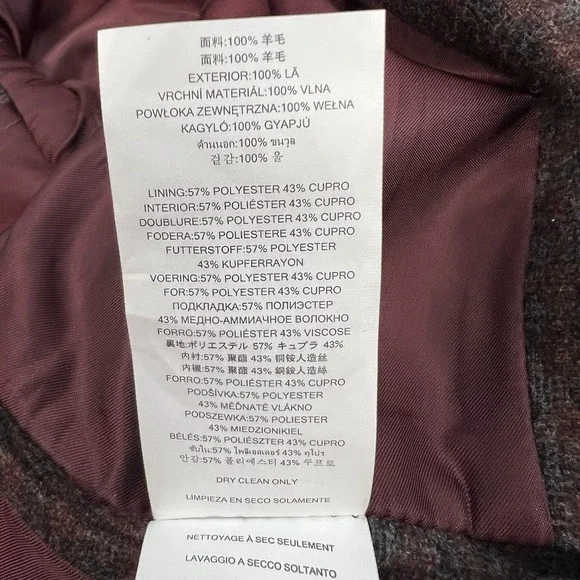 面料:100% 羊毛
面料:100% 羊毛
EXTERIOR:100% LÃ
VRCHNÍ MATERIÁL:100% VLNA
POWŁOKA ZEWNĘTRZNA:100% WEŁNA
KAGYLÓ:100% GYAPJÚ
ด้านนอก:100% ขนวูล
겉감:100% 울
LINING:57% POLYESTER 43% CUPRO
INTERIOR:57% POLIÉSTER 43% CUPRO
DOUBLURE:57% POLYESTER 43% CUPRO
FODERA:57% POLIESTERE 43% CUPRO
FUTTERSTOFF:57% POLYESTER
43% KUPFERRAYON
VOERING:57% POLYESTER 43% CUPRO
FOR:57% POLYESTER 43% CUPRO
ПОДКЛАДКА:57% ПОЛИЭСТЕР
43% МЕДНО-АММИАЧНОЕ ВОЛОКНО
FORRO:57% POLIÉSTER 43% VISCOSE
裏地:ポリエステル 57% キュプラ 43%
内衬:57% 聚酯 43% 铜铵人造丝
內襯:57% 聚酯 43% 銅銨人造絲
FORRO:57% POLIÉSTER 43% CUPRO
PODŠÍVKA:57% POLYESTER
43% MĚĎNATÉ VLÁKNO
PODSZEWKA:57% POLIESTER
43% MIEDZIONIKIEL
BÉLÉS:57% POLIÉSZTER 43% CUPRO
ซับใน:57% โพลีเอสเตอร์ 43% คูโปร
안감:57% 폴리에스터 43% 쿠프로
DRY CLEAN ONLY
LIMPIEZA EN SECO SOLAMENTE
NETTOYAGE À SEC SEULEMENT
LAVAGGIO A SECCO SOLTANTO